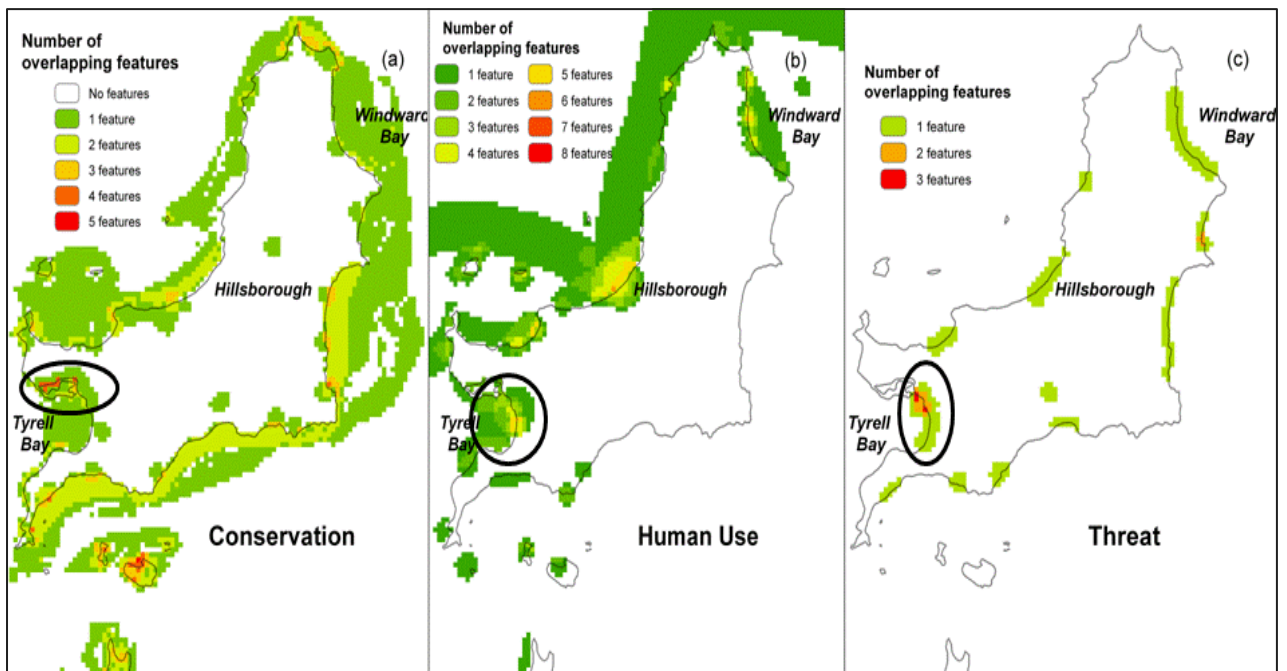 Number of
overlapping features
No features
1 feature
2 features
3 features
4 features
5 features
(a)
Windward
Bay
Hillsborough
Tyrell
Bay
Conservation
Number of
overlapping features
1 feature
2 features
3 features
4 features
5 features
6 features
7 features
8 features
(b)
Windward
Bay
Hillsborough
Tyrell
Bay
Human Use
Number of
overlapping features
1 feature
2 features
3 features
(c)
Windward
Bay
Hillsborough
Tyrell
Bay
Threat